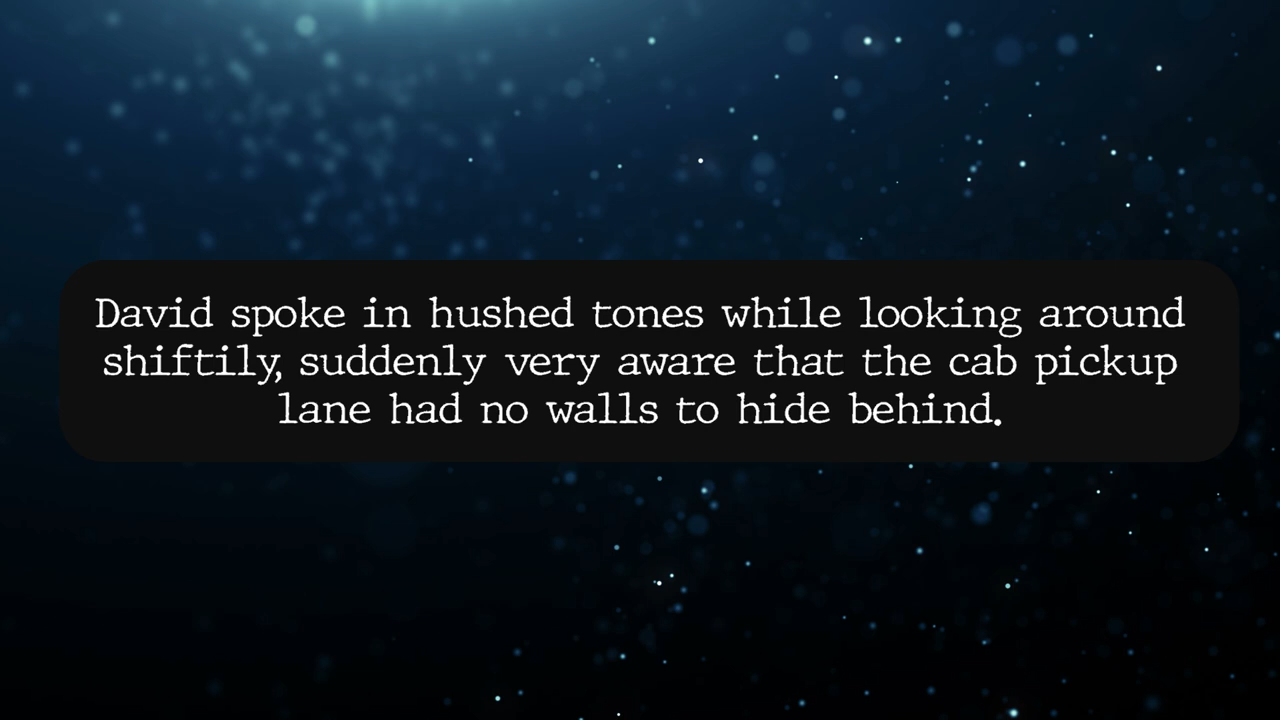 David spoke in hushed tones while looking around
shiftily, suddenly very aware that the cab pickup
lane had no walls to hide behind.